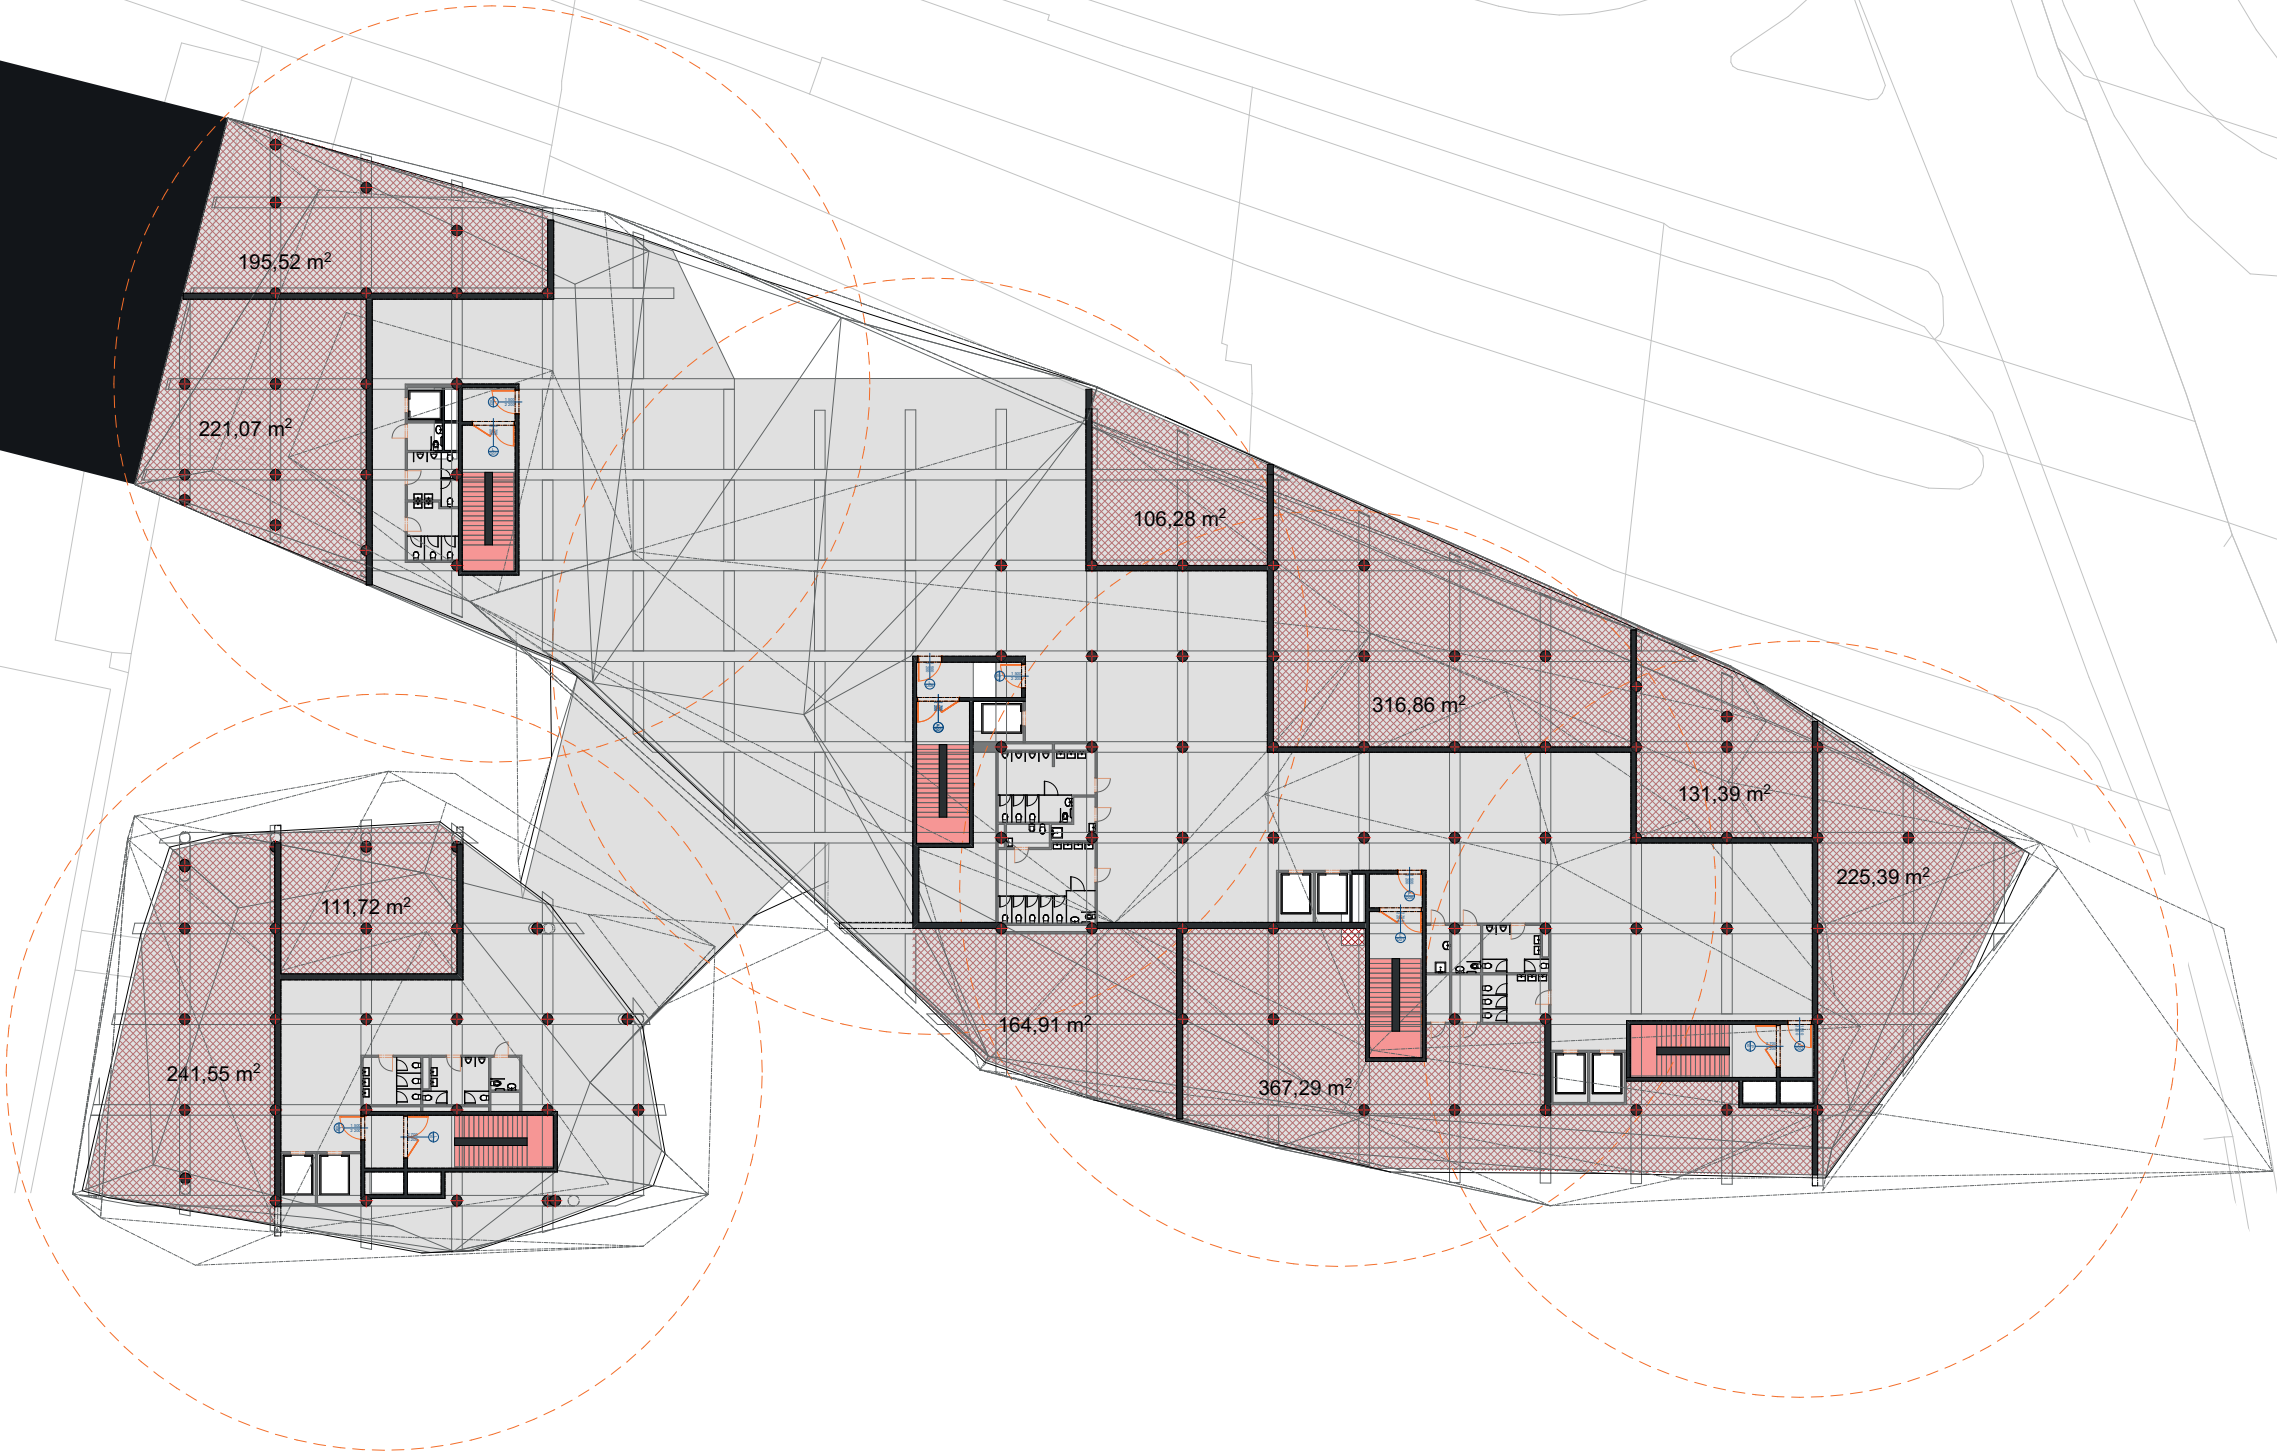 195,52 m²
221,07 m²
106,28 m²
316,86 m²
131,39 m²
225,39 m²
111,72 m²
164,91 m²
241,55 m²
367,29 m²